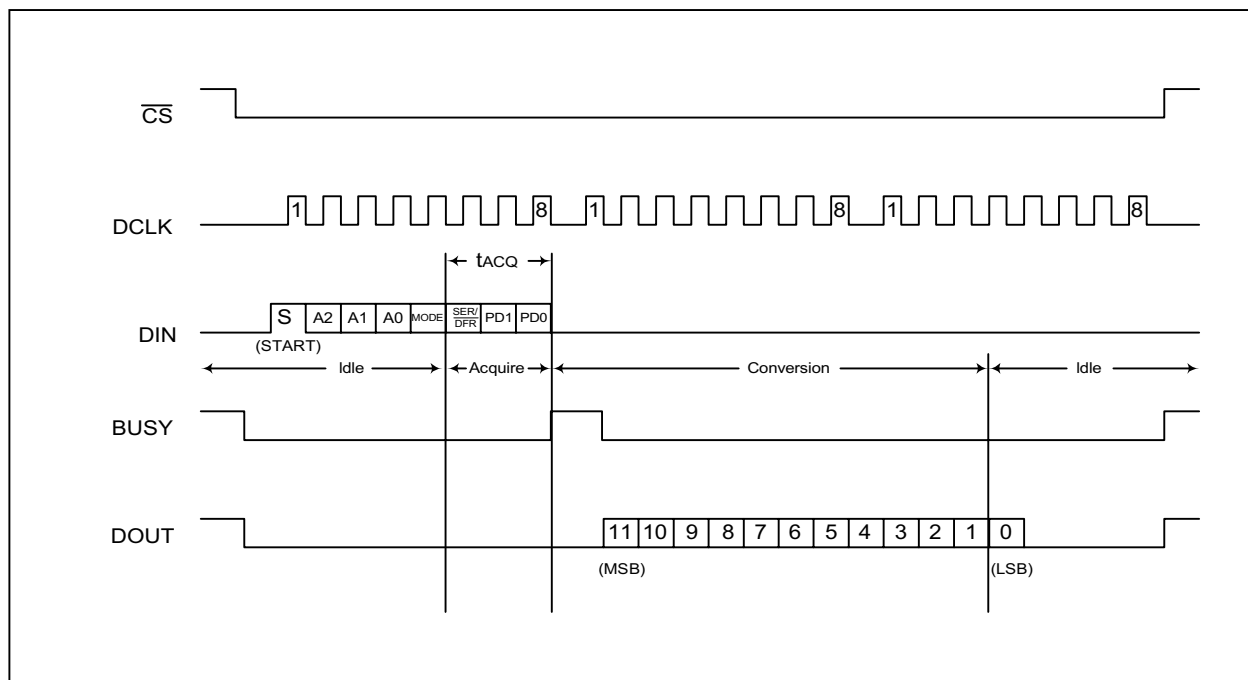 CS
DCLK
1 8 1 8 1 8
tACQ
DIN
S A2 A1 A0 MODE SER/DFR PD1 PD0
(START)
Idle Acquire Conversion Idle
BUSY
DOUT
11 10 9 8 7 6 5 4 3 2 1 0
(MSB) (LSB)